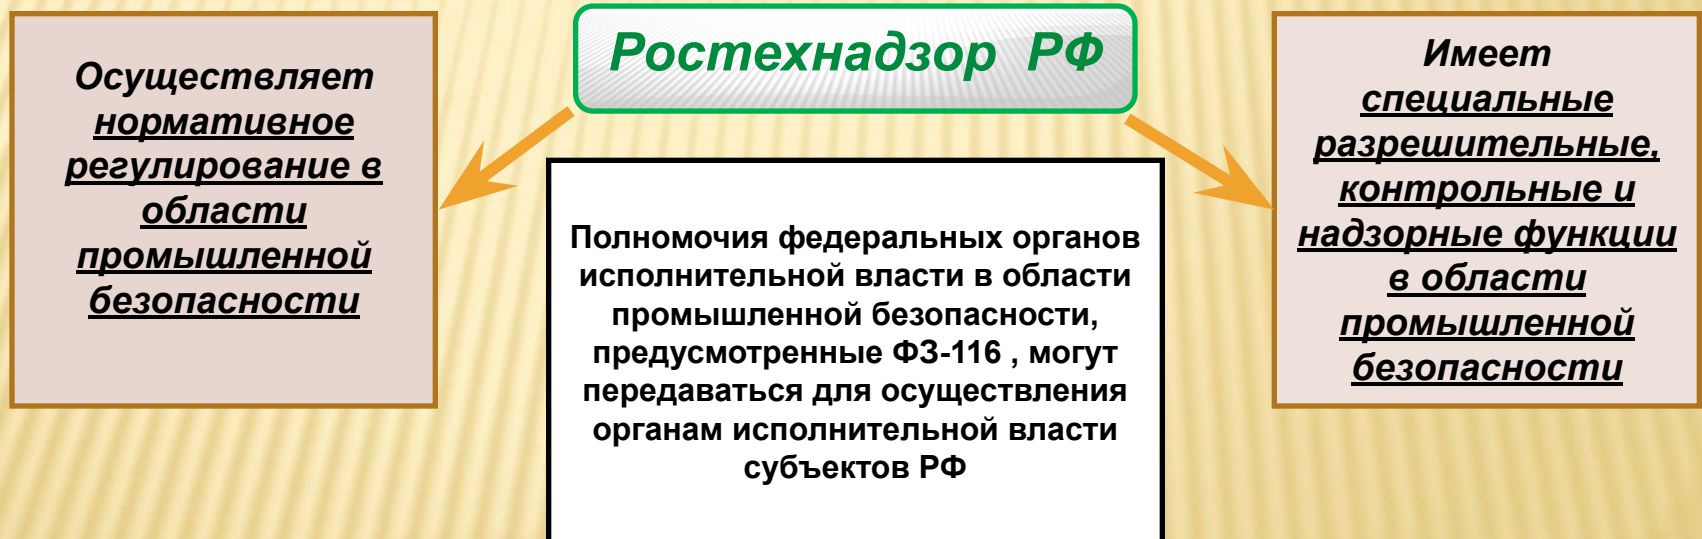 Осуществляет
нормативное
регулирование в
области
промышленной
безопасности
Ростехнадзор РФ
Полномочия федеральных органов
исполнительной власти в области
промышленной безопасности,
предусмотренные ФЗ-116 , могут
передаваться для осуществления
органам исполнительной власти
субъектов РФ
Имеет
специальные
разрешительные,
контрольные и
надзорные функции
в области
промышленной
безопасности